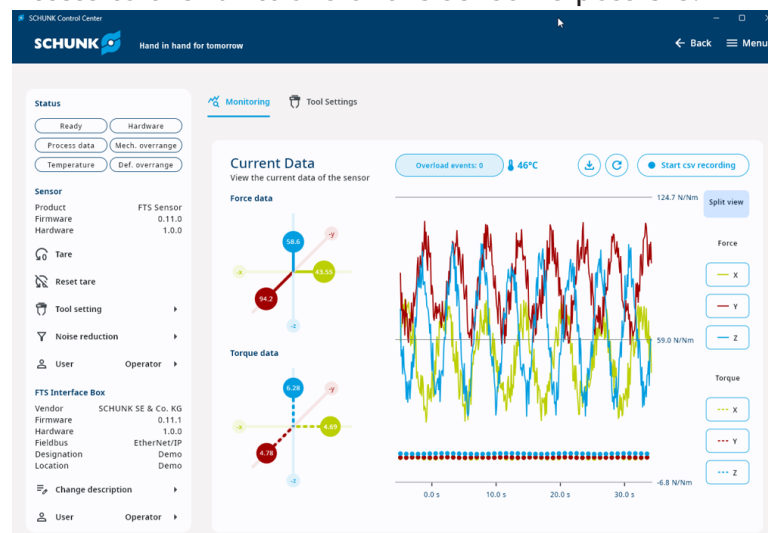 SCHUNK Control Center
SCHUNK
Hand in hand for tomorrow
Back
Menu
Status
Ready
Hardware
Process data
Mech. overrange
Temperature
Def. overrange
Sensor
Product FTS Sensor
Firmware 0.11.0
Hardware 1.0.0
Tare
Reset tare
Tool setting
Noise reduction
User Operator
FTS Interface Box
Vendor SCHUNK SE & Co. KG
Firmware 0.11.1
Hardware 1.0.0
Fieldbus EtherNet/IP
Designation Demo
Location Demo
Change description
User Operator
Monitoring
Tool Settings
Current Data
View the current data of the sensor
Overload events: 0
46°C
Start csv recording
Force data
58.6
-y
-x
43.55
94.2
-z
Torque data
6.28
-y
-x
4.69
4.78
-z
124.7 N/Nm
59.0 N/Nm
-6.8 N/Nm
0.0 s
10.0 s
20.0 s
30.0 s
Split view
Force
X
Y
Z
Torque
X
Y
Z